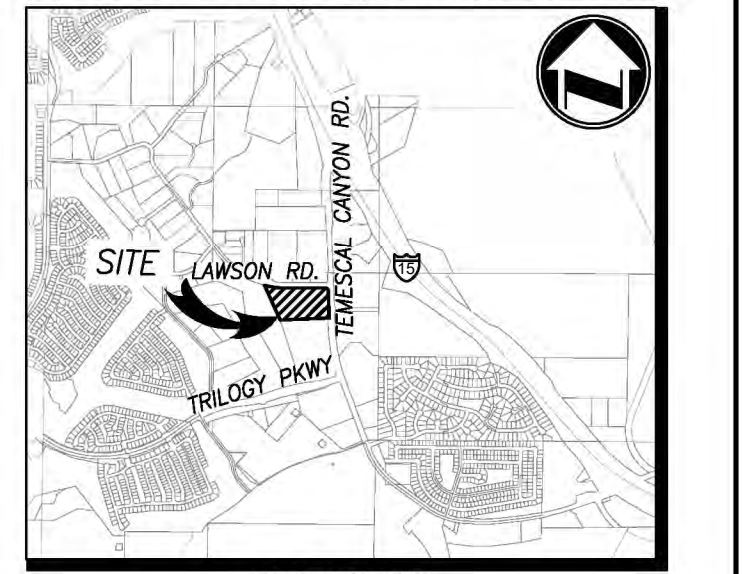 TEMESCAL CANYON RD.
SITE
LAWSON RD.
15
TRILOGY PKWY